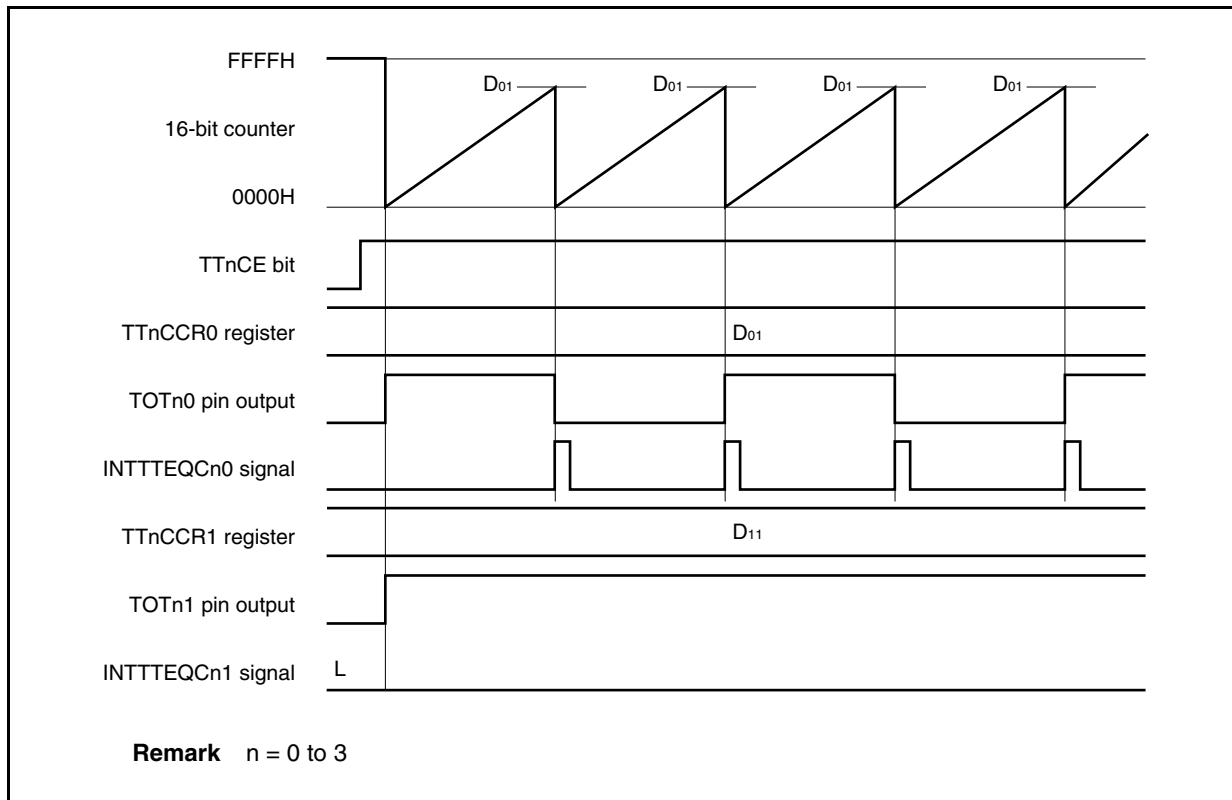 FFFFH
D01 D01 D01 D01
16-bit counter
0000H
TTnCE bit
TTnCCR0 register D01
TOTn0 pin output
INTTTEQCn0 signal
TTnCCR1 register D11
TOTn1 pin output
INTTTEQCn1 signal L
Remark n = 0 to 3